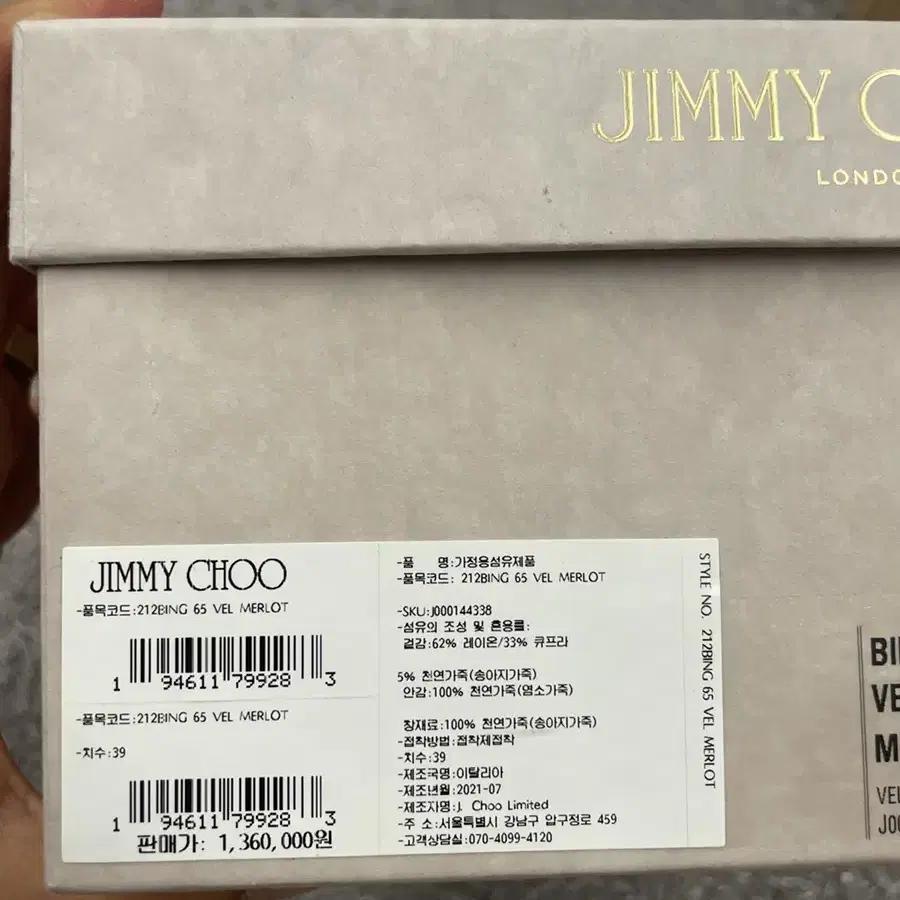 JIMMY C
LONDO
JIMMY CHOO
-품목코드:212BING 65 VEL MERLOT
1 94611 79928 3
-품목코드:212BING 65 VEL MERLOT
-치수:39
1 94611 79928 3
판매가: 1,360,000원
-품 명:가정용섬유제품
-품목코드: 212BING 65 VEL MERLOT
-SKU:J000144338
-섬유의 조성 및 혼용률:
겉감:62% 레이온/33% 큐프라
5% 천연가죽(송아지가죽)
안감:100% 천연가죽(염소가죽)
창재료:100% 천연가죽(송아지가죽)
-접착방법:접착제접착
-치수:39
-제조국명:이탈리아
-제조년월:2021-07
-제조자명:J. Choo Limited
-주 소:서울특별시 강남구 압구정로 459
-고객상담실:070-4099-4120
STYLE NO. 212BING 65 VEL MERLOT
BI
VE
M
VEL
J00